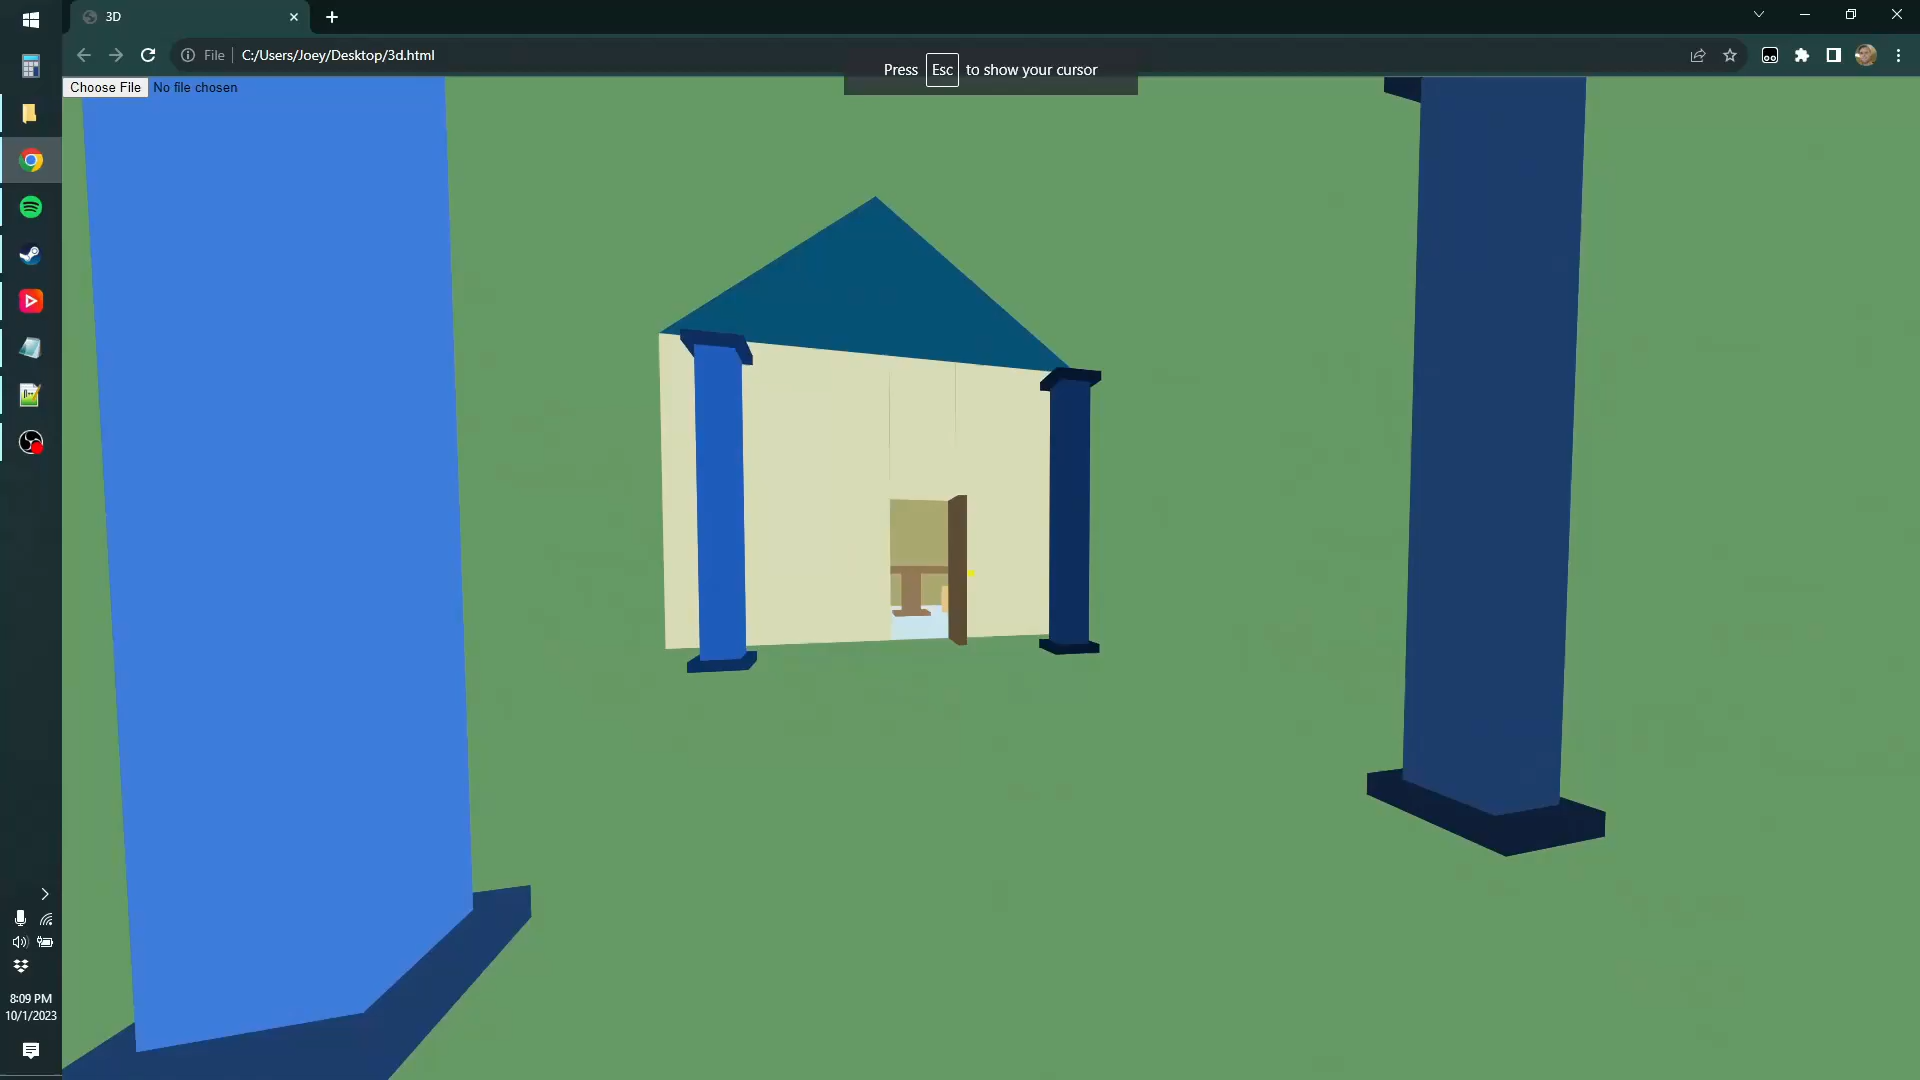 3D
File
C:/Users/Joey/Desktop/3d.html
Press Esc to show your cursor
Choose File No file chosen
8:09 PM
10/1/2023